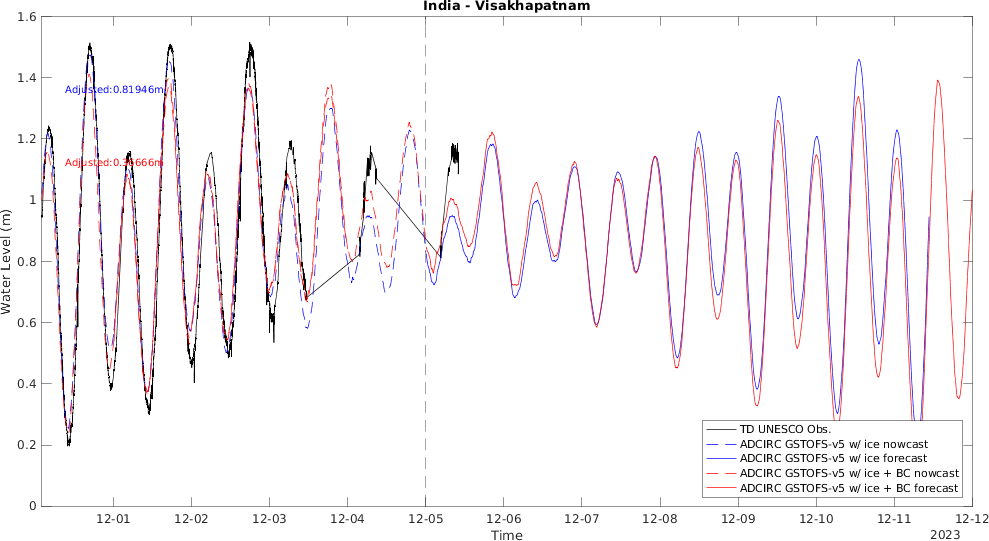 India - Visakhapatnam
1.6
1.4
1.2
1
0.8
0.6
0.4
0.2
0
Water Level (m)
Adjusted:0.81946m
TD UNESCO Obs.
ADCIRC GSTOFS-v5 w/ ice nowcast
ADCIRC GSTOFS-v5 w/ ice forecast
ADCIRC GSTOFS-v5 w/ ice + BC nowcast
ADCIRC GSTOFS-v5 w/ ice + BC forecast
12-01 12-02 12-03 12-04 12-05 12-06 12-07 12-08 12-09 12-10 12-11 12-12
Time
2023